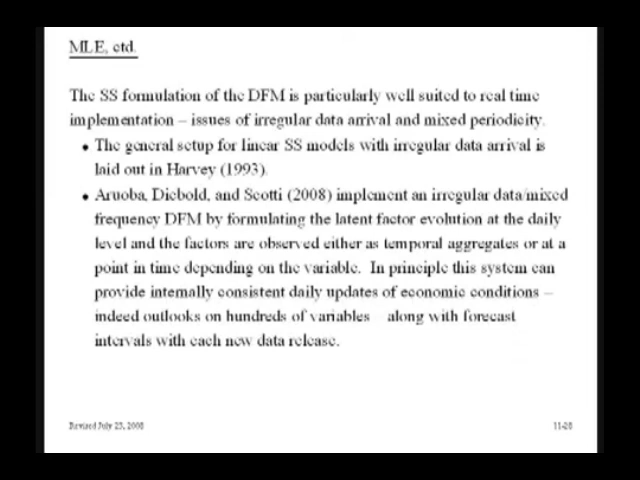 MLE, ctd.
The SS formulation of the DFM is particularly well suited to real time
implementation – issues of irregular data arrival and mixed periodicity.
• The general setup for linear SS models with irregular data arrival is
laid out in Harvey (1993).
• Aruoba, Diebold, and Scotti (2008) implement an irregular data/mixed
frequency DFM by formulating the latent factor evolution at the daily
level and the factors are observed either as temporal aggregates or at a
point in time depending on the variable. In principle this system can
provide internally consistent daily updates of economic conditions –
indeed outlooks on hundreds of variables along with forecast
intervals with each new data release.
Revised July 23, 2008